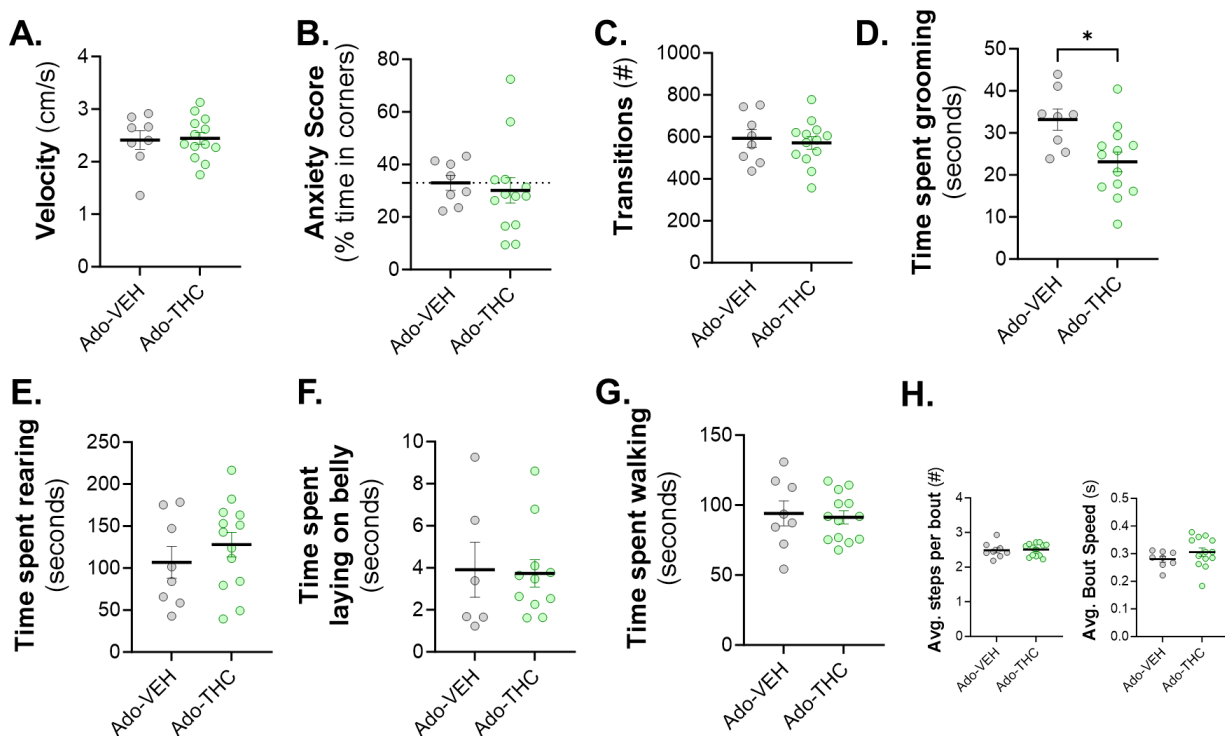 A.
Velocity (cm/s)
4
3
2
1
0
Ado-VEH
Ado-THC
B.
Anxiety Score
(% time in corners)
80
60
40
20
0
Ado-VEH
Ado-THC
C.
Transitions (#)
1000
800
600
400
200
0
Ado-VEH
Ado-THC
D.
Time spent grooming
(seconds)
50
40
30
20
10
0
*
Ado-VEH
Ado-THC
E.
Time spent rearing
(seconds)
250
200
150
100
50
0
Ado-VEH
Ado-THC
F.
Time spent
laying on belly
(seconds)
10
8
6
4
2
0
Ado-VEH
Ado-THC
G.
Time spent walking
(seconds)
150
100
50
0
Ado-VEH
Ado-THC
H.
Avg. steps per bout (#)
4
3
2
1
0
Ado-VEH
Ado-THC
Avg. Bout Speed (s)
0.5
0.4
0.3
0.2
0.1
0.0
Ado-VEH
Ado-THC